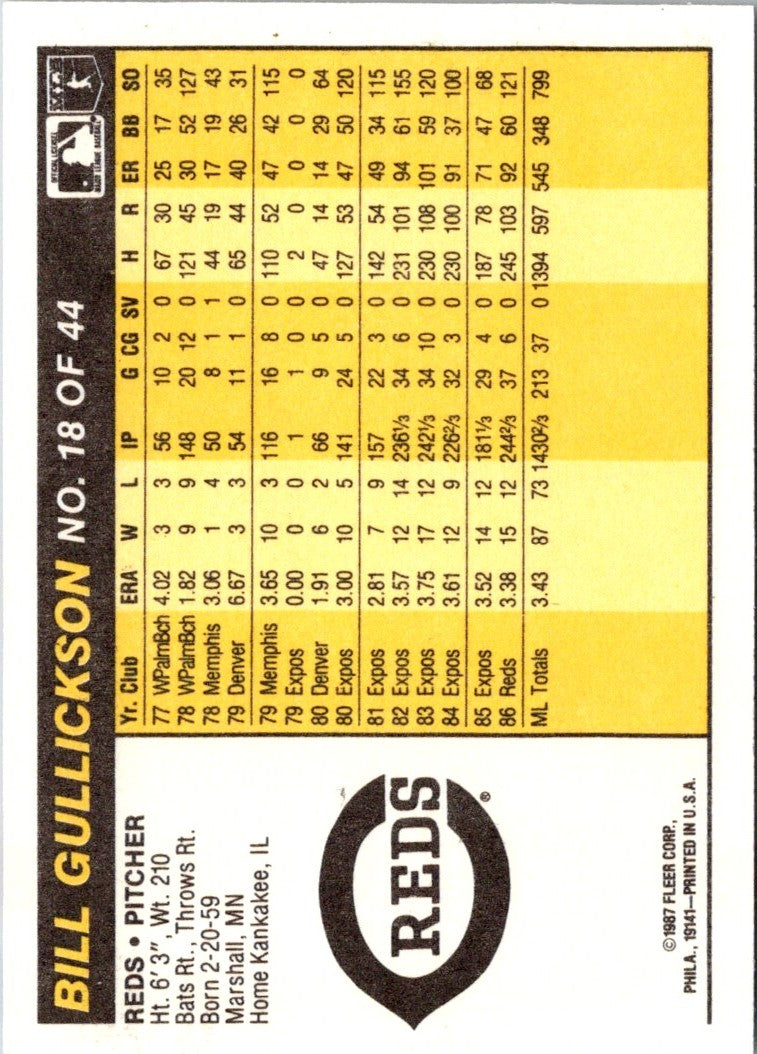 BILL GULLICKSON NO. 18 OF 44
OFFICIAL LICENSEE
MAJOR LEAGUE BASEBALL
REDS • PITCHER
Ht. 6'3", Wt. 210
Bats Rt., Throws Rt.
Born 2-20-59
Marshall, MN
Home Kankakee, IL
REDS ®
©1987 FLEER CORP.,
PHILA., 19141—PRINTED IN U.S.A.
Yr. Club ERA W L IP G CG SV H R ER BB SO
77 WPalmBch 4.02 3 3 56 10 2 0 67 30 25 17 35
78 WPalmBch 1.82 9 9 148 20 12 0 121 45 30 52 127
78 Memphis 3.06 1 4 50 8 1 1 44 19 17 19 43
79 Denver 6.67 3 3 54 11 1 0 65 44 40 26 31
79 Memphis 3.65 10 3 116 16 8 0 110 52 47 42 115
79 Expos 0.00 0 0 1 1 0 0 2 0 0 0 0
80 Denver 1.91 6 2 66 9 5 0 47 14 14 29 64
80 Expos 3.00 10 5 141 24 5 0 127 53 47 50 120
81 Expos 2.81 7 9 157 22 3 0 142 54 49 34 115
82 Expos 3.57 12 14 236⅓ 34 6 0 231 101 94 61 155
83 Expos 3.75 17 12 242⅓ 34 10 0 230 108 101 59 120
84 Expos 3.61 12 9 226⅔ 32 3 0 230 100 91 37 100
85 Expos 3.52 14 12 181⅓ 29 4 0 187 78 71 47 68
86 Reds 3.38 15 12 244⅔ 37 6 0 245 103 92 60 121
ML Totals 3.43 87 73 1430⅔ 213 37 0 1394 597 545 348 799